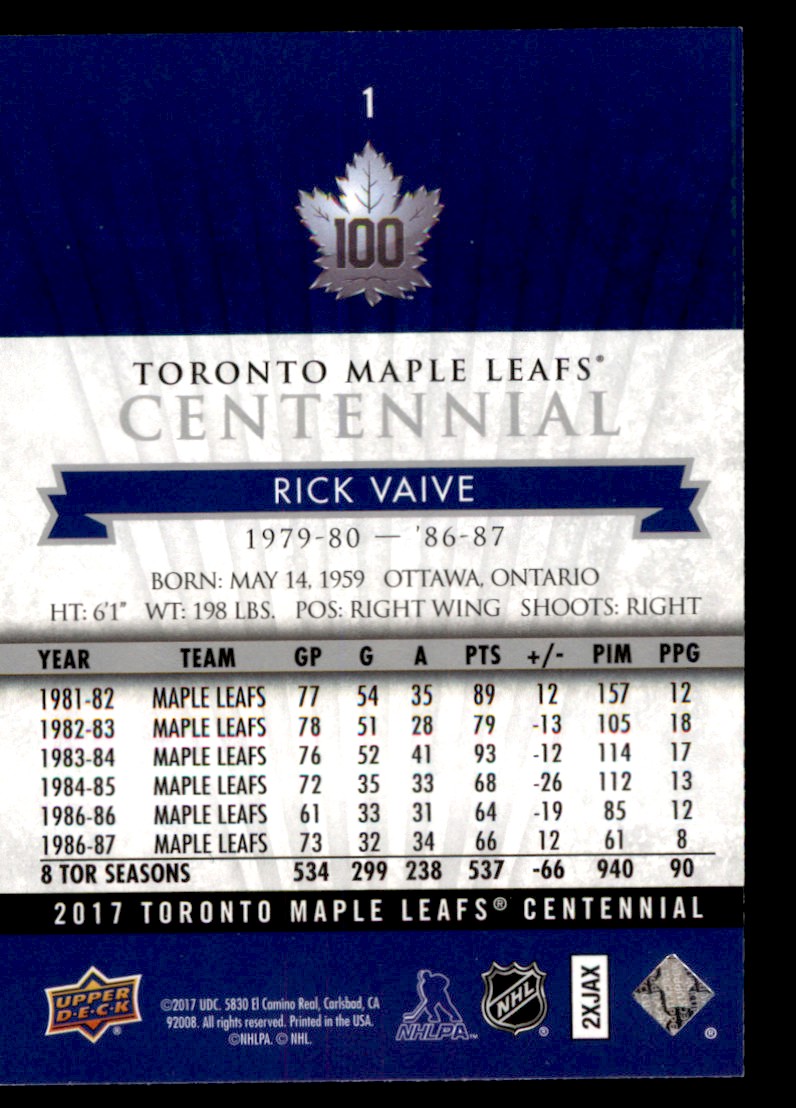 1
100
TORONTO MAPLE LEAFS®
CENTENNIAL
RICK VAIVE
1979-80 — '86-87
BORN: MAY 14, 1959 OTTAWA, ONTARIO
HT: 6'1" WT: 198 LBS. POS: RIGHT WING SHOOTS: RIGHT
YEAR TEAM GP G A PTS +/- PIM PPG
1981-82 MAPLE LEAFS 77 54 35 89 12 157 12
1982-83 MAPLE LEAFS 78 51 28 79 -13 105 18
1983-84 MAPLE LEAFS 76 52 41 93 -12 114 17
1984-85 MAPLE LEAFS 72 35 33 68 -26 112 13
1986-86 MAPLE LEAFS 61 33 31 64 -19 85 12
1986-87 MAPLE LEAFS 73 32 34 66 12 61 8
8 TOR SEASONS 534 299 238 537 -66 940 90
2017 TORONTO MAPLE LEAFS® CENTENNIAL
UPPER
D·E·C·K ®
©2017 UDC. 5830 El Camino Real, Carlsbad, CA
92008. All rights reserved. Printed in the USA.
©NHLPA. © NHL.
NHLPA™
NHL ®
2XJAX
®